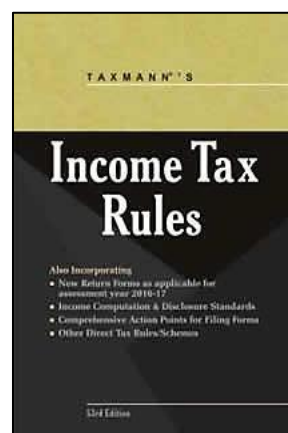 TAXMANN®'S
Income Tax
Rules
Also Incorporating
• New Return Forms as applicable for
assessment year 2016-17
• Income Computation & Disclosure Standards
• Comprehensive Action Points for Filing Forms
• Other Direct Tax Rules/Schemes
53rd Edition